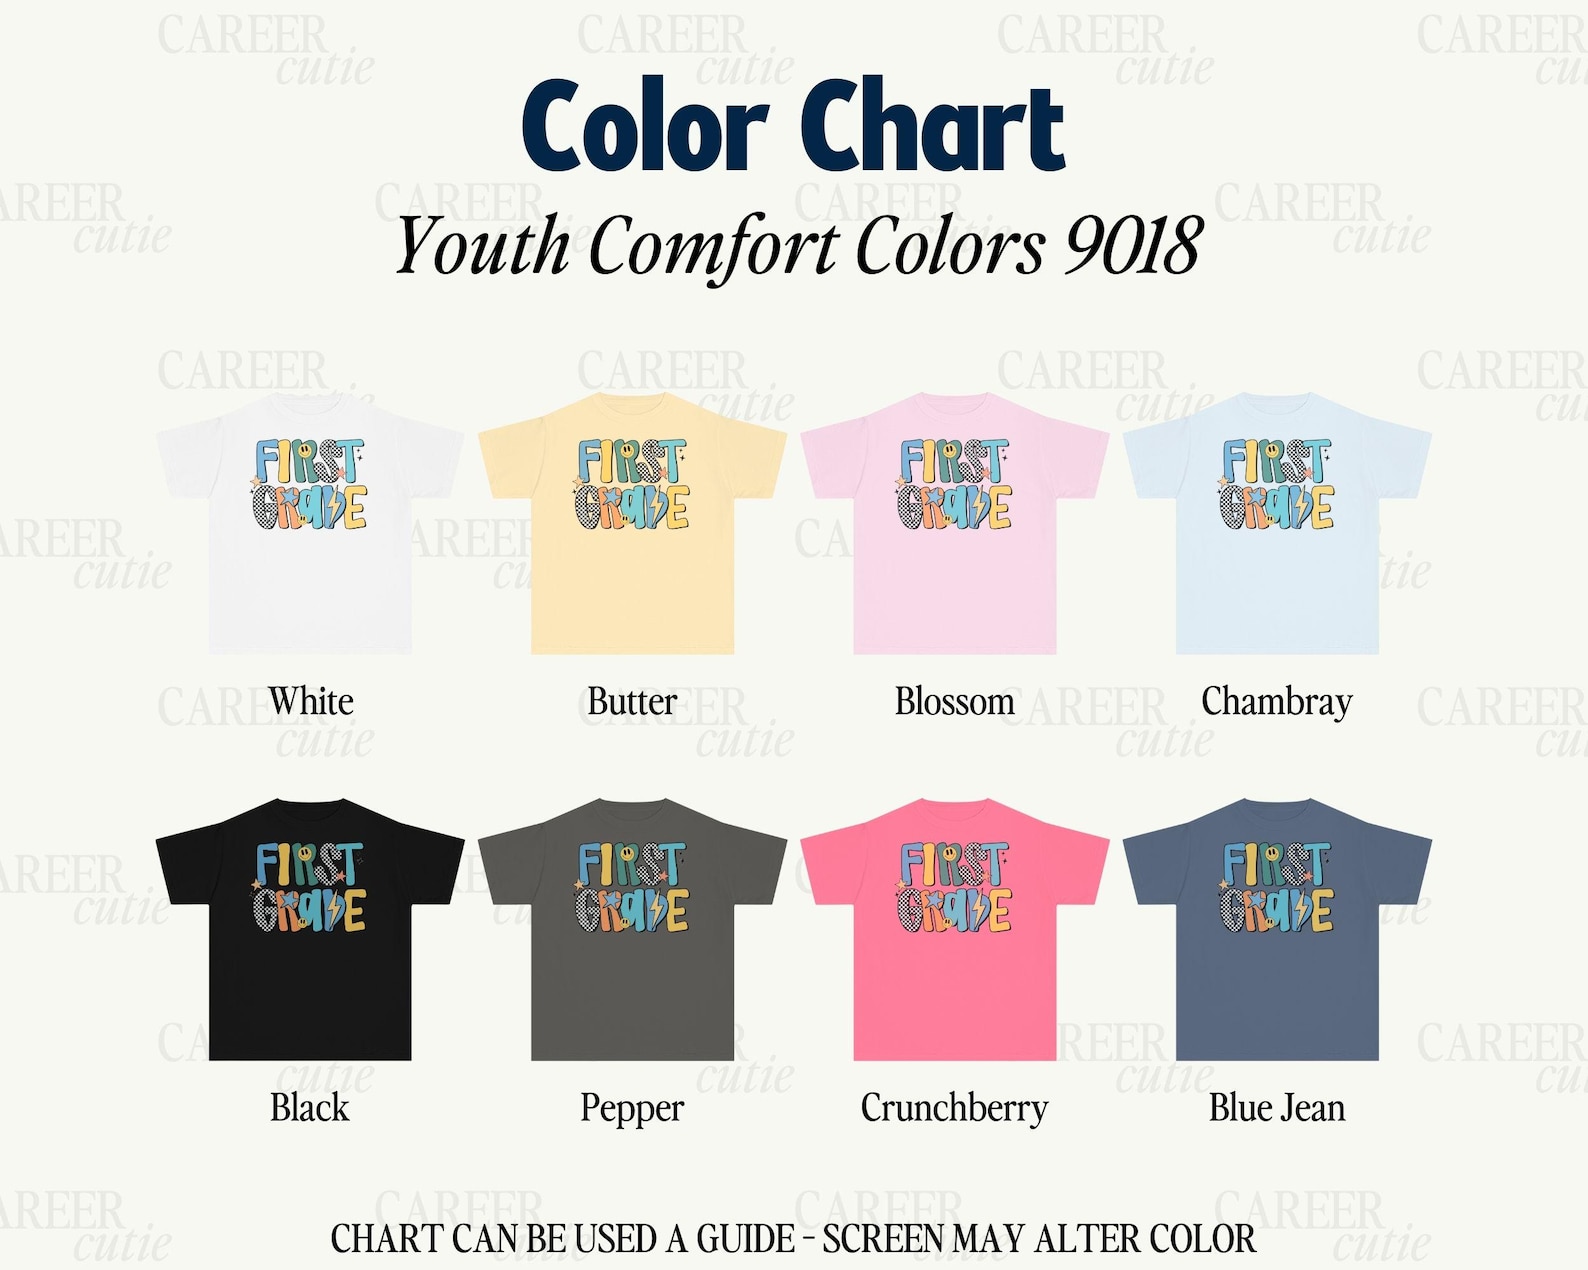 Color Chart
Youth Comfort Colors 9018
FIRST
GRADE
FIRST
GRADE
FIRST
GRADE
FIRST
GRADE
White
Butter
Blossom
Chambray
FIRST
GRADE
FIRST
GRADE
FIRST
GRADE
FIRST
GRADE
Black
Pepper
Crunchberry
Blue Jean
CHART CAN BE USED A GUIDE - SCREEN MAY ALTER COLOR
CAREER
cutie